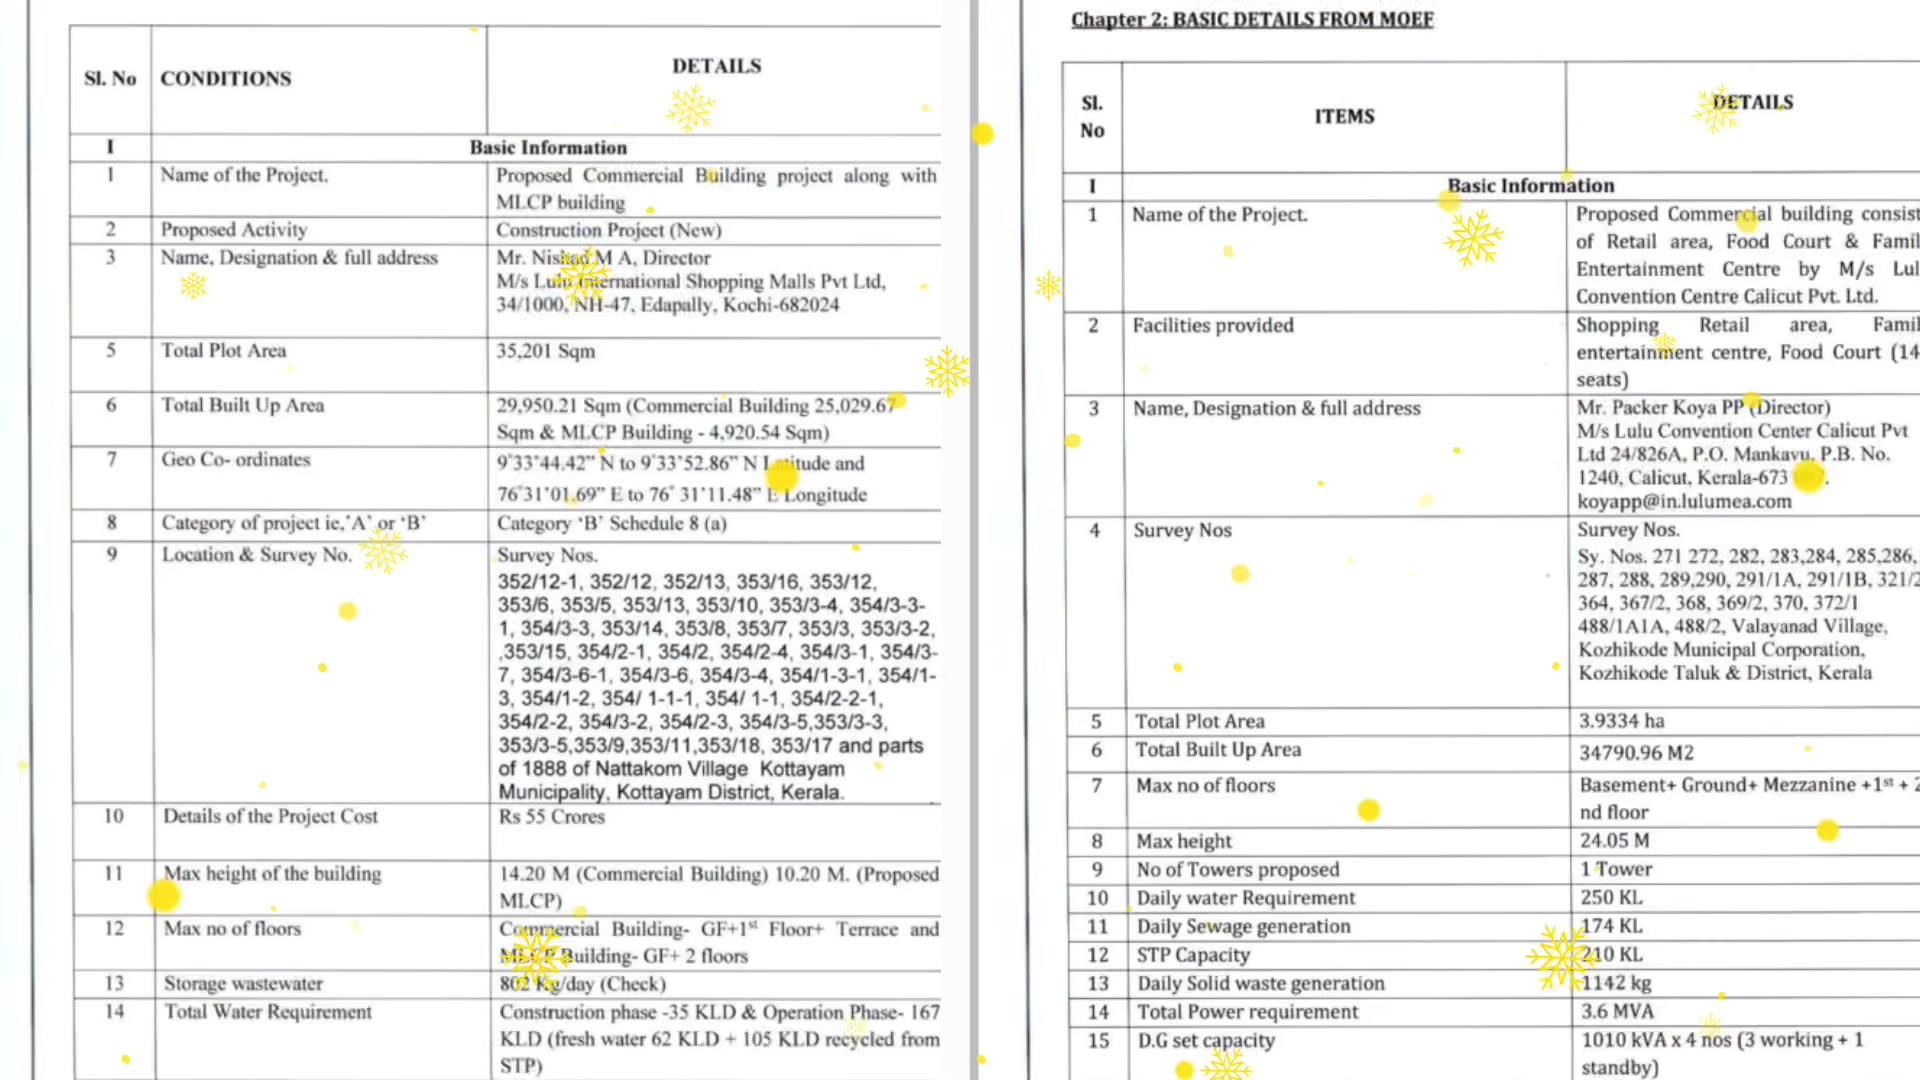 Sl. No CONDITIONS DETAILS
I Basic Information
1 Name of the Project. Proposed Commercial Building project along with
MLCP building
2 Proposed Activity Construction Project (New)
3 Name, Designation & full address Mr. Nishad M A, Director
M/s Lulu International Shopping Malls Pvt Ltd,
34/1000, NH-47, Edapally, Kochi-682024
5 Total Plot Area 35,201 Sqm
6 Total Built Up Area 29,950.21 Sqm (Commercial Building 25,029.67
Sqm & MLCP Building - 4,920.54 Sqm)
7 Geo Co- ordinates 9°33'44.42" N to 9°33'52.86" N Latitude and
76°31'01.69" E to 76° 31'11.48" E Longitude
8 Category of project ie,'A' or 'B' Category 'B' Schedule 8 (a)
9 Location & Survey No. Survey Nos.
352/12-1, 352/12, 352/13, 353/16, 353/12,
353/6, 353/5, 353/13, 353/10, 353/3-4, 354/3-3-
1, 354/3-3, 353/14, 353/8, 353/7, 353/3, 353/3-2,
,353/15, 354/2-1, 354/2, 354/2-4, 354/3-1, 354/3-
7, 354/3-6-1, 354/3-6, 354/3-4, 354/1-3-1, 354/1-
3, 354/1-2, 354/ 1-1-1, 354/ 1-1, 354/2-2-1,
354/2-2, 354/3-2, 354/2-3, 354/3-5,353/3-3,
353/3-5,353/9,353/11,353/18, 353/17 and parts
of 1888 of Nattakom Village Kottayam
Municipality, Kottayam District, Kerala.
10 Details of the Project Cost Rs 55 Crores
11 Max height of the building 14.20 M (Commercial Building) 10.20 M. (Proposed
MLCP)
12 Max no of floors Commercial Building- GF+1st Floor+ Terrace and
MLCP Building- GF+ 2 floors
13 Storage wastewater 802 Kg/day (Check)
14 Total Water Requirement Construction phase -35 KLD & Operation Phase- 167
KLD (fresh water 62 KLD + 105 KLD recycled from
STP)
Chapter 2: BASIC DETAILS FROM MOEF
Sl. No ITEMS DETAILS
I Basic Information
1 Name of the Project. Proposed Commercial building consist
of Retail area, Food Court & Famil
Entertainment Centre by M/s Lul
Convention Centre Calicut Pvt. Ltd.
2 Facilities provided Shopping Retail area, Famil
entertainment centre, Food Court (14
seats)
3 Name, Designation & full address Mr. Packer Koya PP (Director)
M/s Lulu Convention Center Calicut Pvt
Ltd 24/826A, P.O. Mankavu, P.B. No.
1240, Calicut, Kerala-673
koyapp@in.lulumea.com
4 Survey Nos Survey Nos.
Sy. Nos. 271 272, 282, 283,284, 285,286,
287, 288, 289,290, 291/1A, 291/1B, 321/2
364, 367/2, 368, 369/2, 370, 372/1
488/1A1A, 488/2, Valayanad Village,
Kozhikode Municipal Corporation,
Kozhikode Taluk & District, Kerala
5 Total Plot Area 3.9334 ha
6 Total Built Up Area 34790.96 M2
7 Max no of floors Basement+ Ground+ Mezzanine +1st + 2
nd floor
8 Max height 24.05 M
9 No of Towers proposed 1 Tower
10 Daily water Requirement 250 KL
11 Daily Sewage generation 174 KL
12 STP Capacity 210 KL
13 Daily Solid waste generation 1142 kg
14 Total Power requirement 3.6 MVA
15 D.G set capacity 1010 kVA x 4 nos (3 working + 1
standby)